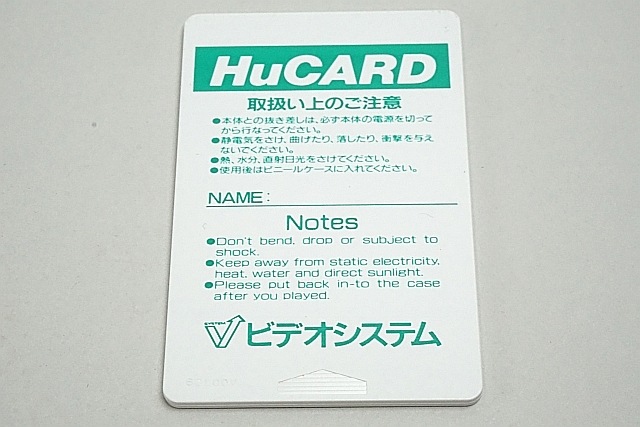 HuCARD
取扱い上のご注意
●本体との抜き差しは、必ず本体の電源を切って
から行なってください。
●静電気をさけ、曲げたり、落したり、衝撃を与え
ないでください。
●熱、水分、直射日光をさけてください。
●使用後はビニールケースに入れてください。
NAME:
Notes
●Don't bend, drop or subject to
shock.
●Keep away from static electricity,
heat, water and direct sunlight.
●Please put back in-to the case
after you played.
SYSTEM V ビデオシステム